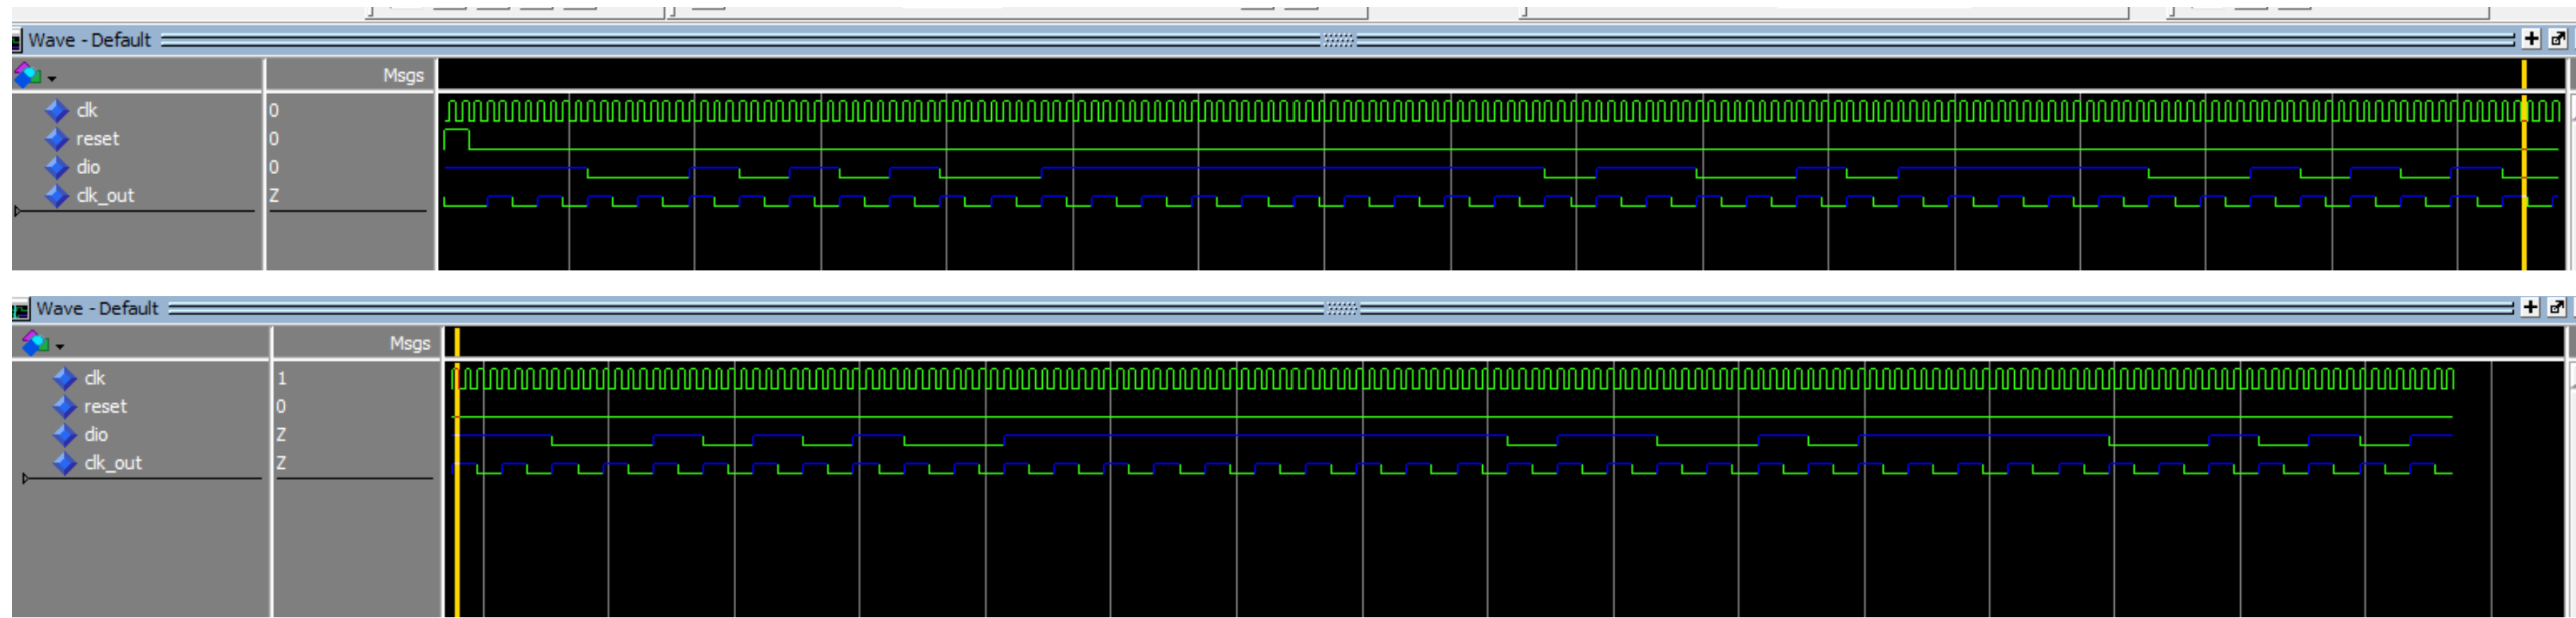 Wave - Default
Msgs
clk 0
reset 0
dio 0
clk_out Z
Wave - Default
Msgs
clk 1
reset 0
dio Z
clk_out Z